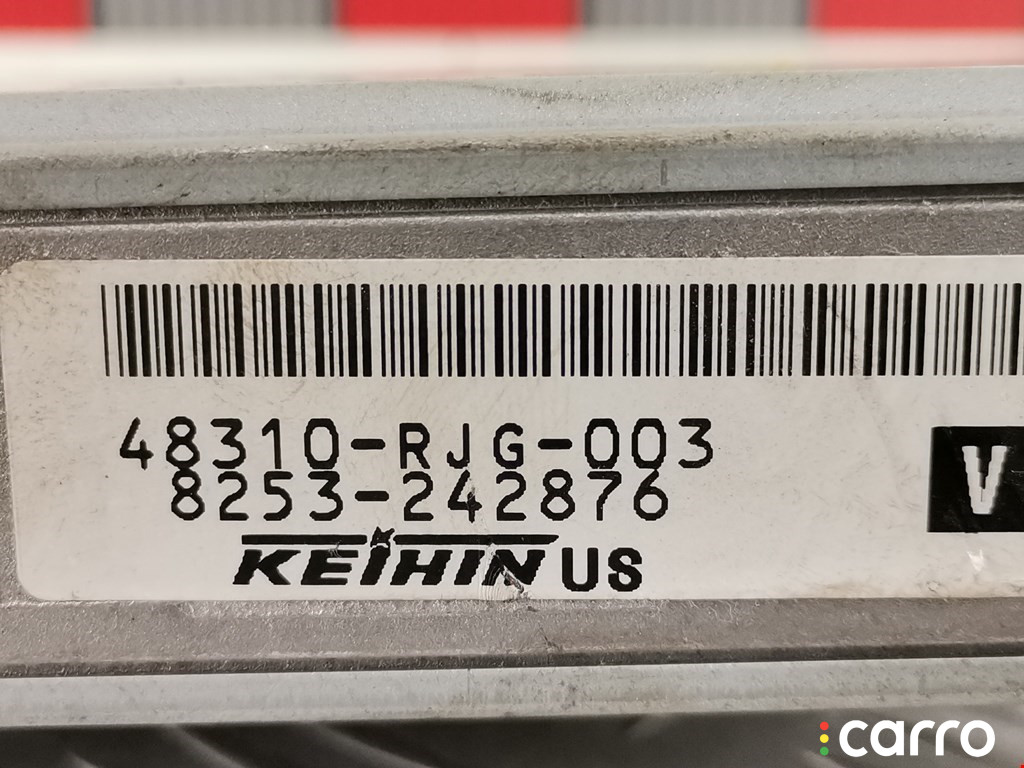 48310-RJG-003
8253-242876
V
KEIHIN US
carro